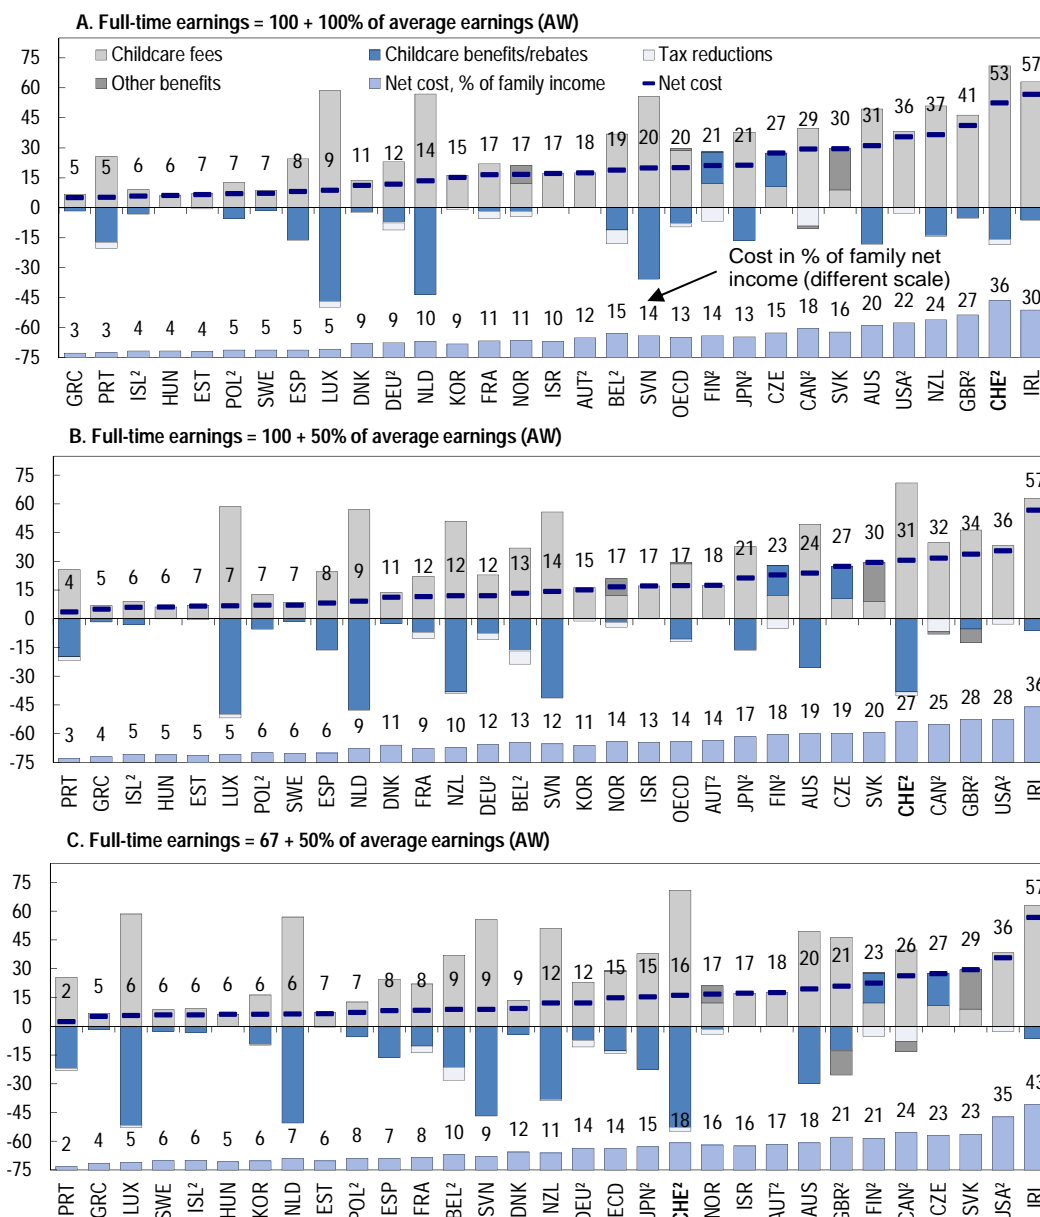 A. Full-time earnings = 100 + 100% of average earnings (AW)
75
60
45
30
15
0
-15
-30
-45
-60
-75
Childcare fees
Childcare benefits/rebates
Tax reductions
Other benefits
Net cost, % of family income
Net cost
5 5 6 6 7 7 7 8 9 11 12 14 15 17 17 17 18 19 20 20 21 21 27 29 30 31 36 37 41 53 57
Cost in % of family net
income (different scale)
3 3 4 4 4 5 5 5 5 9 9 10 9 11 11 10 12 15 14 13 14 13 15 18 16 20 22 24 27 36 30
GRC PRT ISL² HUN EST POL² SWE ESP LUX DNK DEU² NLD KOR FRA NOR ISR AUT² BEL² SVN OECD FIN² JPN² CZE CAN² SVK AUS USA² NZL GBR² CHE² IRL
B. Full-time earnings = 100 + 50% of average earnings (AW)
75
60
45
30
15
0
-15
-30
-45
-60
-75
4 5 6 6 7 7 7 7 8 9 11 12 12 12 13 14 15 17 17 17 18 21 23 24 27 30 31 32 34 36 57
3 4 5 5 5 5 6 6 6 9 11 9 10 12 13 12 11 14 13 14 14 17 18 19 19 20 27 25 28 28 36
PRT GRC ISL² HUN EST LUX POL² SWE ESP NLD DNK FRA NZL DEU² BEL² SVN KOR NOR ISR OECD AUT² JPN² FIN² AUS CZE SVK CHE² CAN² GBR² USA² IRL
C. Full-time earnings = 67 + 50% of average earnings (AW)
75
60
45
30
15
0
-15
-30
-45
-60
-75
2 5 6 6 6 6 6 6 7 7 8 8 9 9 9 12 12 15 15 16 17 17 18 20 21 23 26 27 29 36 57
2 4 5 6 6 5 6 7 6 8 7 8 10 9 12 11 14 14 15 18 16 16 17 18 21 21 24 23 23 35 43
PRT GRC LUX SWE ISL² HUN KOR NLD EST POL² ESP FRA BEL² SVN DNK NZL DEU² OECD JPN² CHE² NOR ISR AUT² AUS GBR² FIN² CAN² CZE SVK USA² IRL